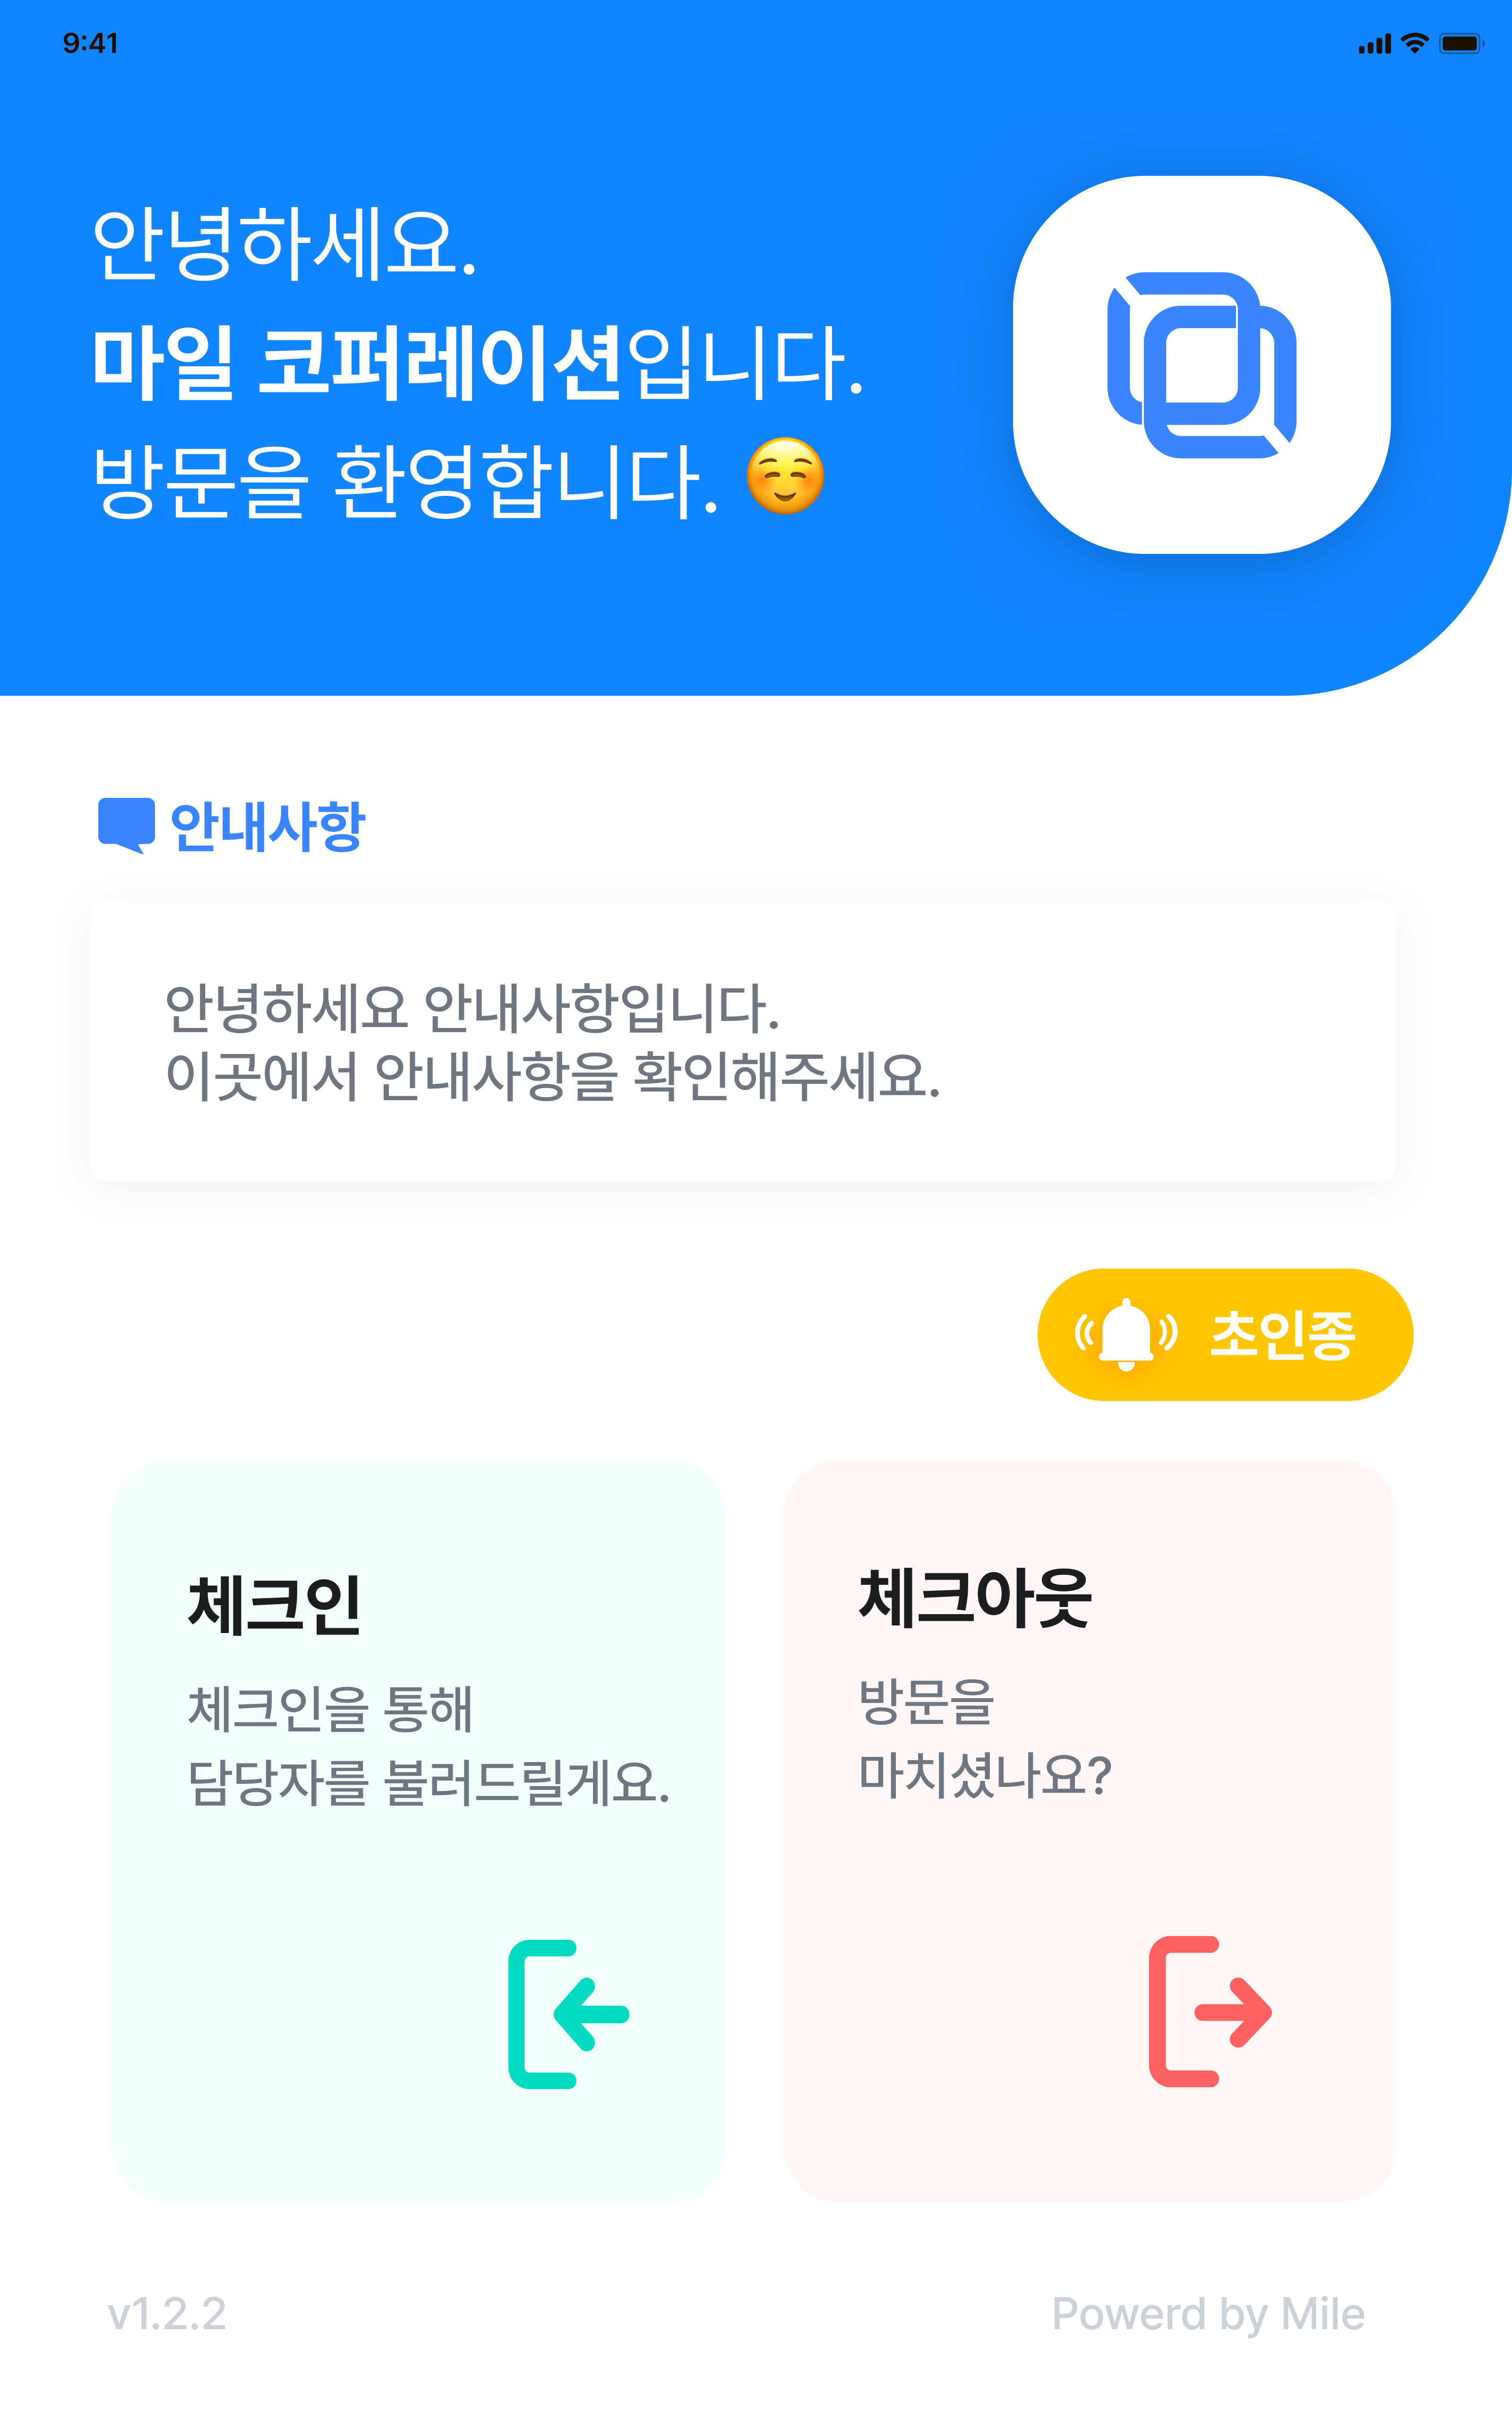 9:41
안녕하세요.
마일 코퍼레이션입니다.
방문을 환영합니다. ☺️
안내사항
안녕하세요 안내사항입니다.
이곳에서 안내사항을 확인해주세요.
초인종
체크인
체크인을 통해
담당자를 불러드릴게요.
체크아웃
방문을
마치셨나요?
v1.2.2
Powerd by Mile